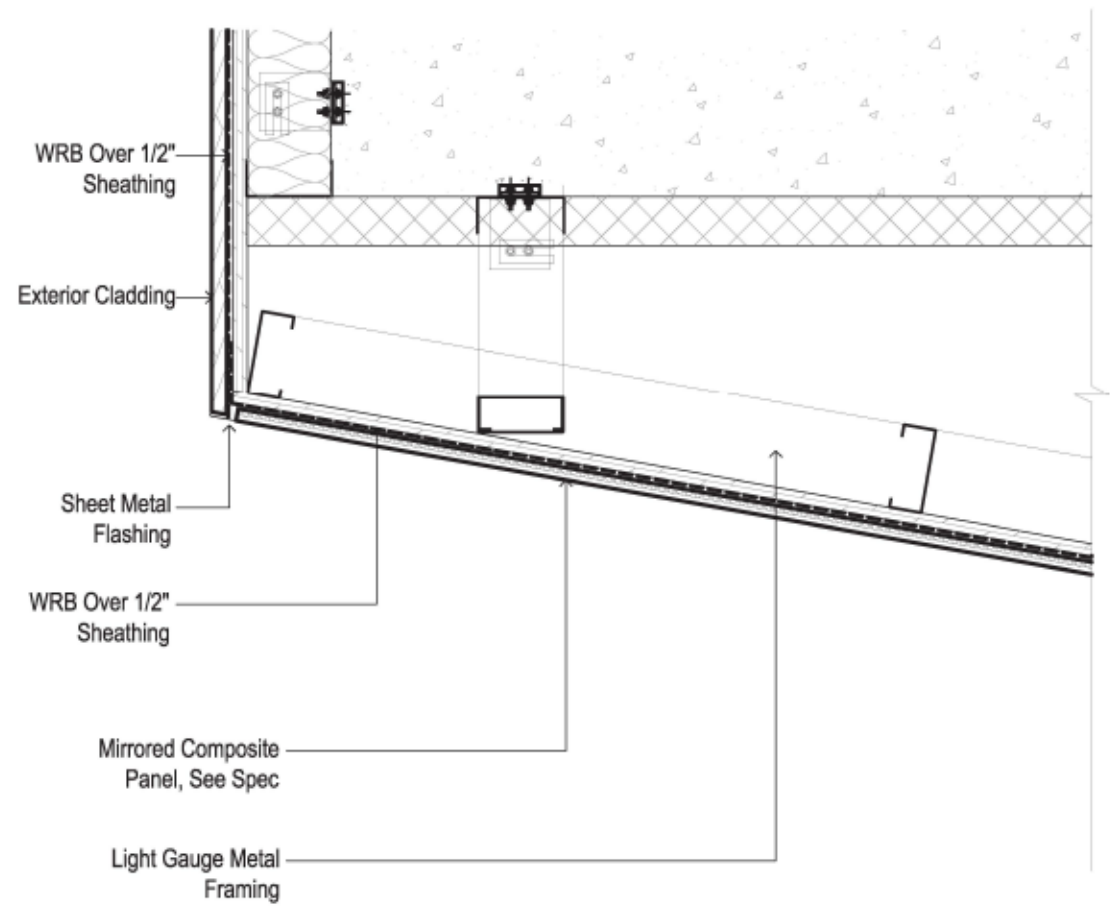 WRB Over 1/2"
Sheathing
Exterior Cladding
Sheet Metal
Flashing
WRB Over 1/2"
Sheathing
Mirrored Composite
Panel, See Spec
Light Gauge Metal
Framing